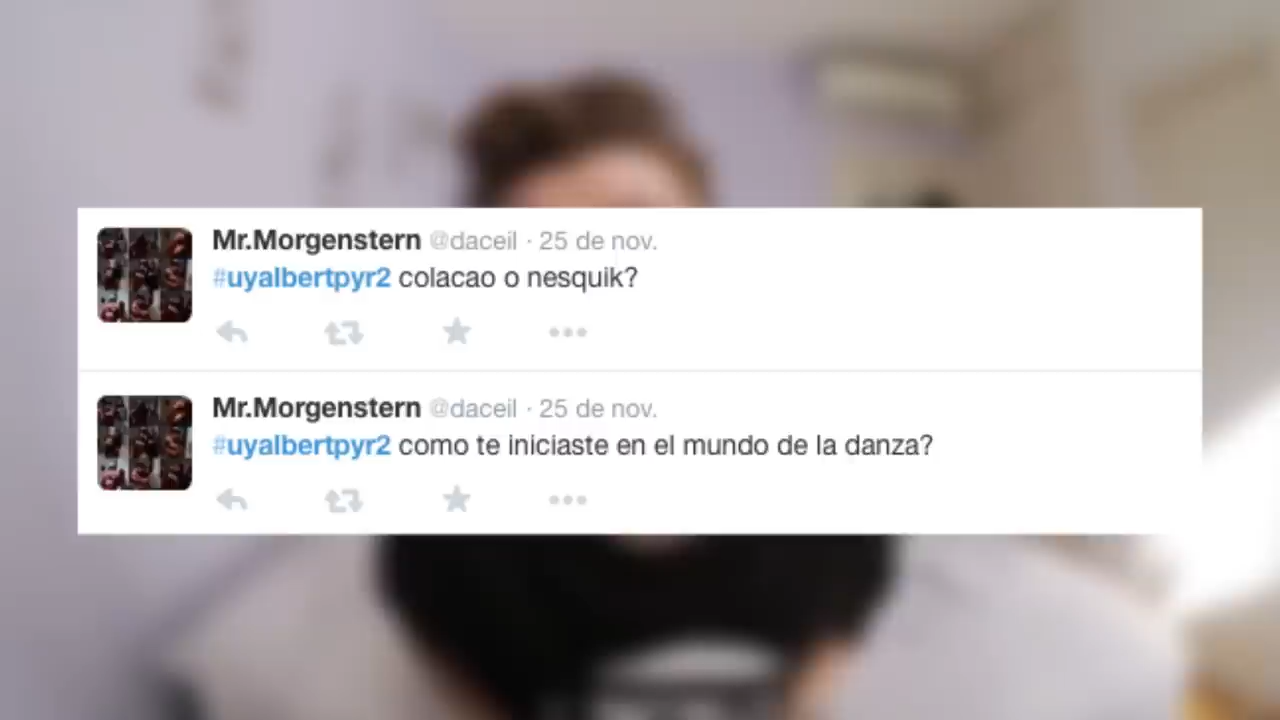 Mr.Morgenstern @daceil · 25 de nov.
#uyalbertpyr2 colacao o nesquik?
Mr.Morgenstern @daceil · 25 de nov.
#uyalbertpyr2 como te iniciaste en el mundo de la danza?